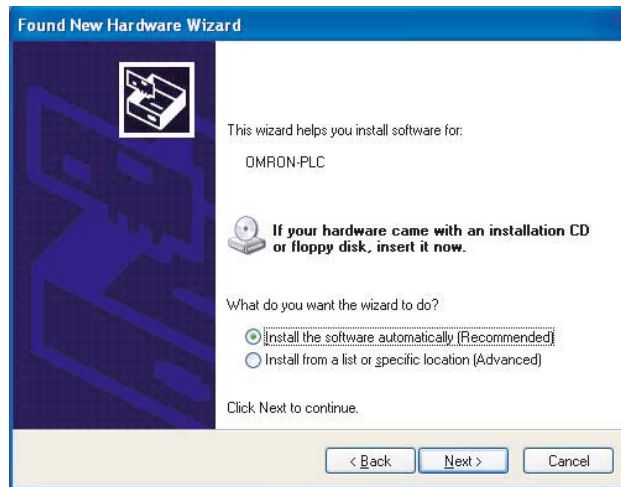 Found New Hardware Wizard
This wizard helps you install software for:
OMRON-PLC
If your hardware came with an installation CD
or floppy disk, insert it now.
What do you want the wizard to do?
Install the software automatically (Recommended)
Install from a list or specific location (Advanced)
Click Next to continue.
< Back Next > Cancel